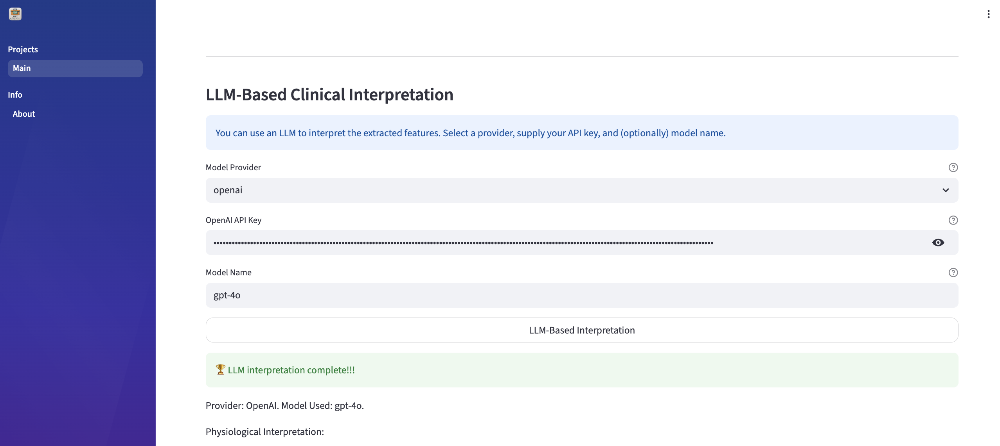 MPT
Projects
Main
Info
About
LLM-Based Clinical Interpretation
You can use an LLM to interpret the extracted features. Select a provider, supply your API key, and (optionally) model name.
Model Provider
openai
OpenAI API Key
Model Name
gpt-4o
LLM-Based Interpretation
🏆 LLM interpretation complete!!!
Provider: OpenAI. Model Used: gpt-4o.
Physiological Interpretation: